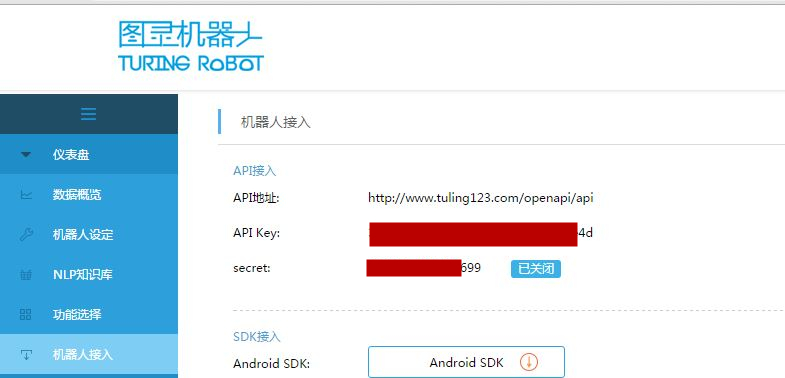 图灵机器人
TURING ROBOT
仪表盘
数据概览
机器人设定
NLP知识库
功能选择
机器人接入
机器人接入
API接入
API地址: http://www.tuling123.com/openapi/api
API Key: 4d
secret: 699 已关闭
SDK接入
Android SDK: Android SDK